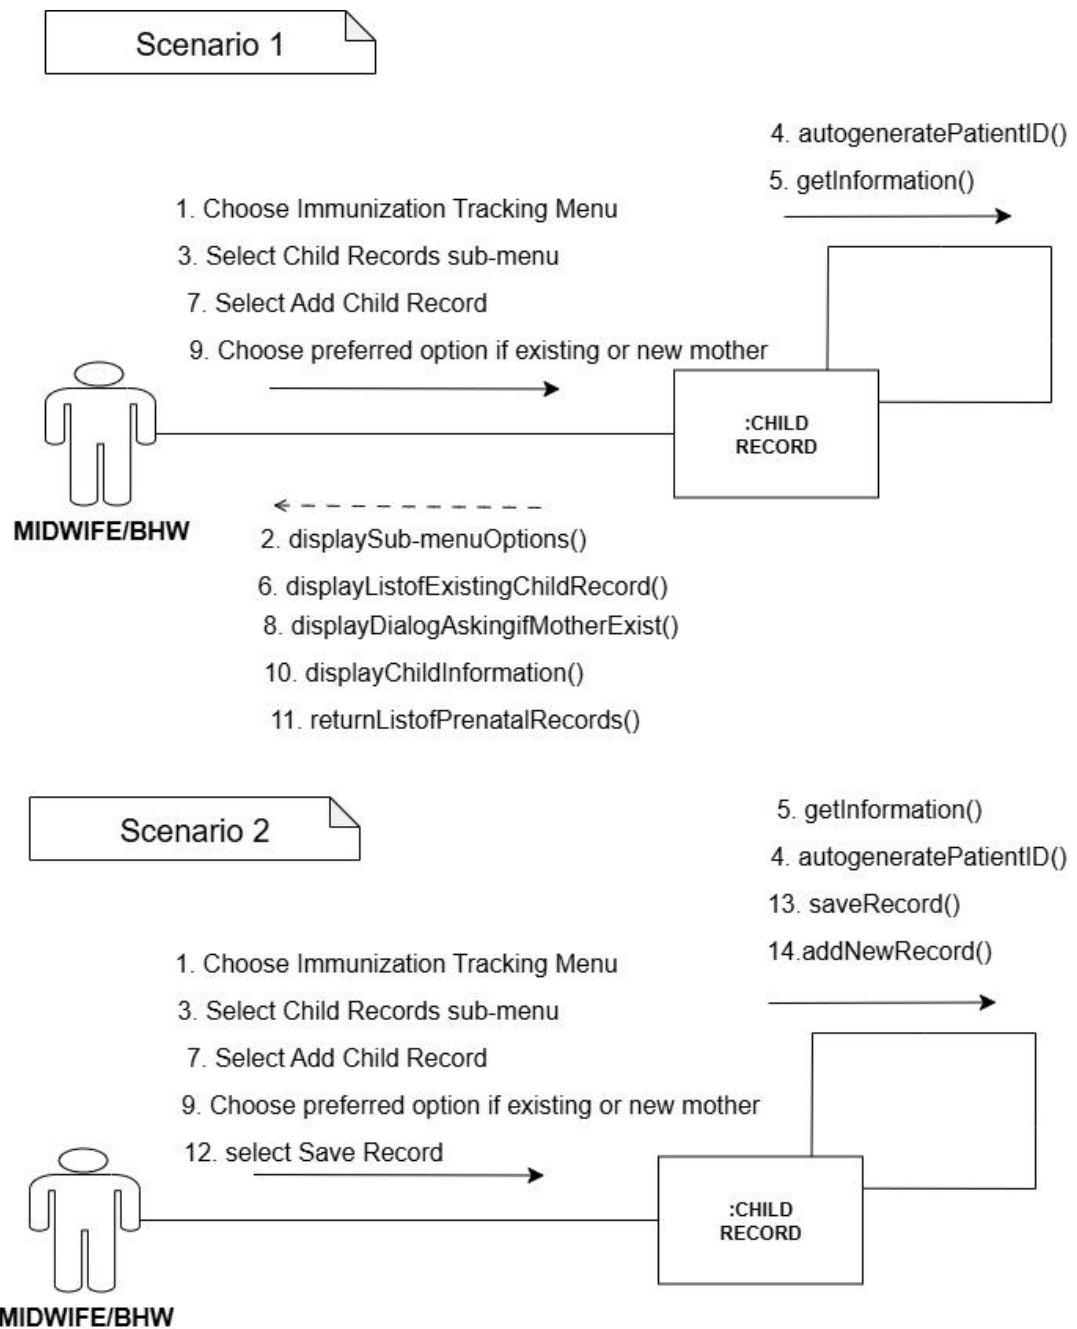 Scenario 1
4. autogeneratePatientID()
5. getInformation()
1. Choose Immunization Tracking Menu
3. Select Child Records sub-menu
7. Select Add Child Record
9. Choose preferred option if existing or new mother
:CHILD
RECORD
MIDWIFE/BHW
2. displaySub-menuOptions()
6. displayListofExistingChildRecord()
8. displayDialogAskingifMotherExist()
10. displayChildInformation()
11. returnListofPrenatalRecords()
Scenario 2
5. getInformation()
4. autogeneratePatientID()
13. saveRecord()
14.addNewRecord()
1. Choose Immunization Tracking Menu
3. Select Child Records sub-menu
7. Select Add Child Record
9. Choose preferred option if existing or new mother
12. select Save Record
:CHILD
RECORD
MIDWIFE/BHW